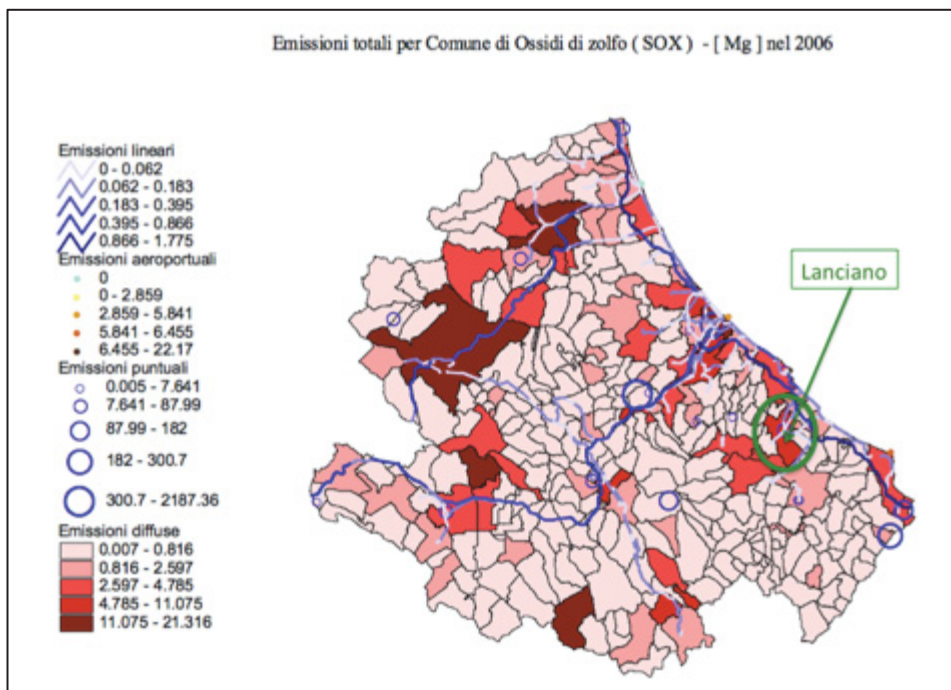 Emissioni totali per Comune di Ossidi di zolfo ( SOX ) - [ Mg ] nel 2006
Emissioni lineari
0 - 0.062
0.062 - 0.183
0.183 - 0.395
0.395 - 0.866
0.866 - 1.775
Emissioni aeroportuali
0
0 - 2.859
2.859 - 5.841
5.841 - 6.455
6.455 - 22.17
Emissioni puntuali
0.005 - 7.641
7.641 - 87.99
87.99 - 182
182 - 300.7
300.7 - 2187.36
Emissioni diffuse
0.007 - 0.816
0.816 - 2.597
2.597 - 4.785
4.785 - 11.075
11.075 - 21.316
Lanciano